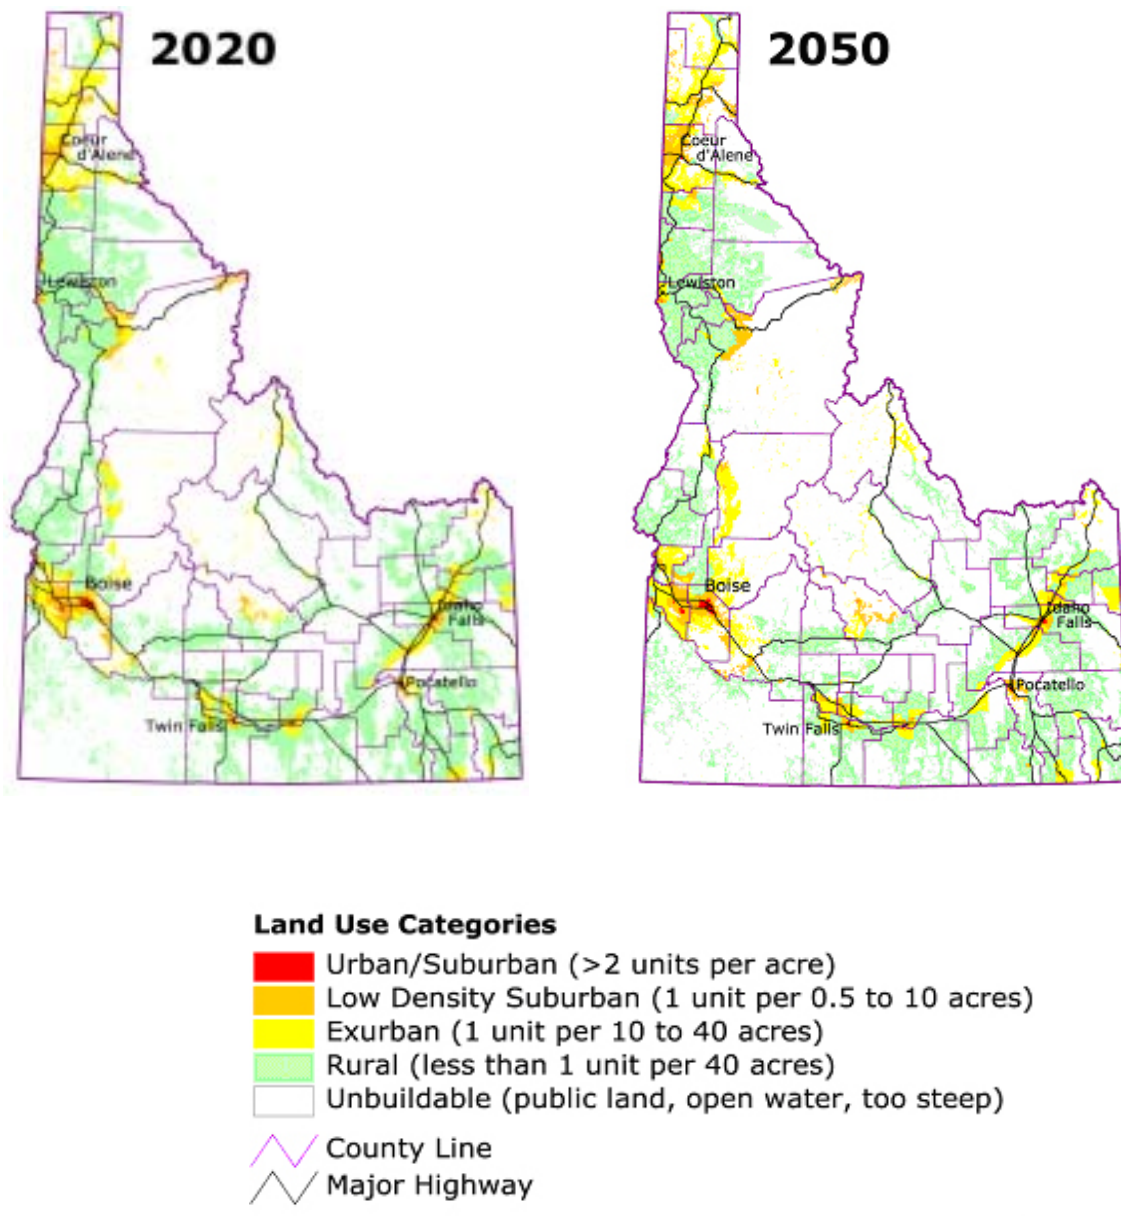 2020
2050
Coeur
d'Alene
Coeur
d'Alene
Lewiston
Lewiston
Boise
Boise
Idaho
Falls
Idaho
Falls
Pocatello
Pocatello
Twin Falls
Twin Falls
Land Use Categories
Urban/Suburban (>2 units per acre)
Low Density Suburban (1 unit per 0.5 to 10 acres)
Exurban (1 unit per 10 to 40 acres)
Rural (less than 1 unit per 40 acres)
Unbuildable (public land, open water, too steep)
County Line
Major Highway